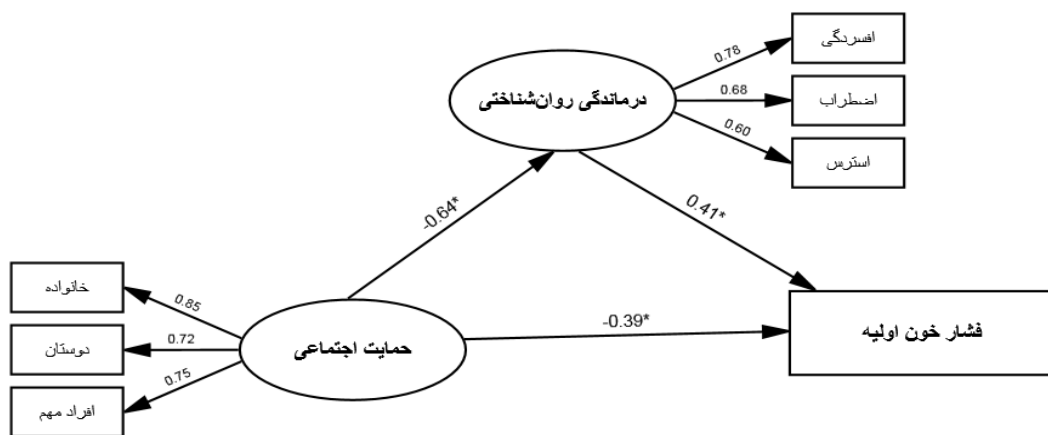 افسردگی
0.78
درماندگی روان‌شناختی
0.68
اضطراب
0.60
استرس
-0.64*
0.41*
خانواده
0.85
-0.39*
فشار خون اولیه
دوستان
0.72
حمایت اجتماعی
0.75
افراد مهم